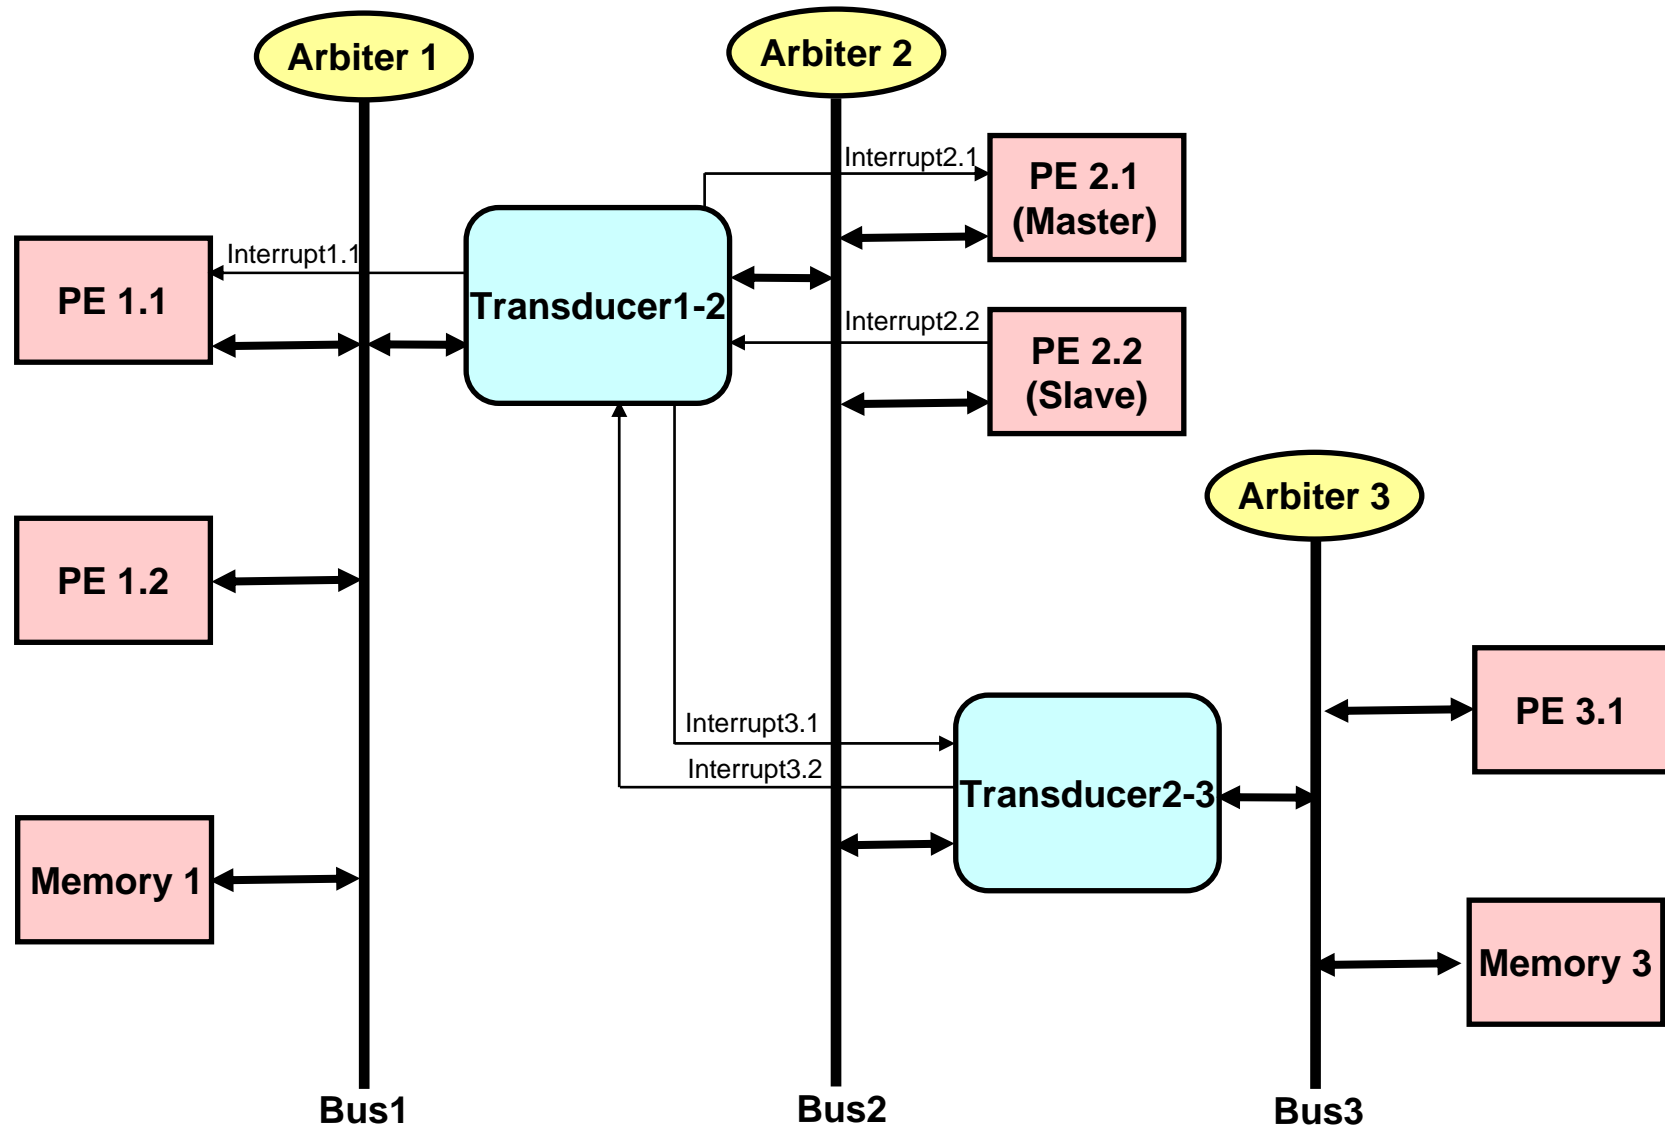 Arbiter 1
Arbiter 2
Interrupt2.1
PE 2.1
(Master)
Interrupt1.1
PE 1.1
Transducer1-2
Interrupt2.2
PE 2.2
(Slave)
Arbiter 3
PE 1.2
Interrupt3.1
PE 3.1
Interrupt3.2
Transducer2-3
Memory 1
Memory 3
Bus1
Bus2
Bus3